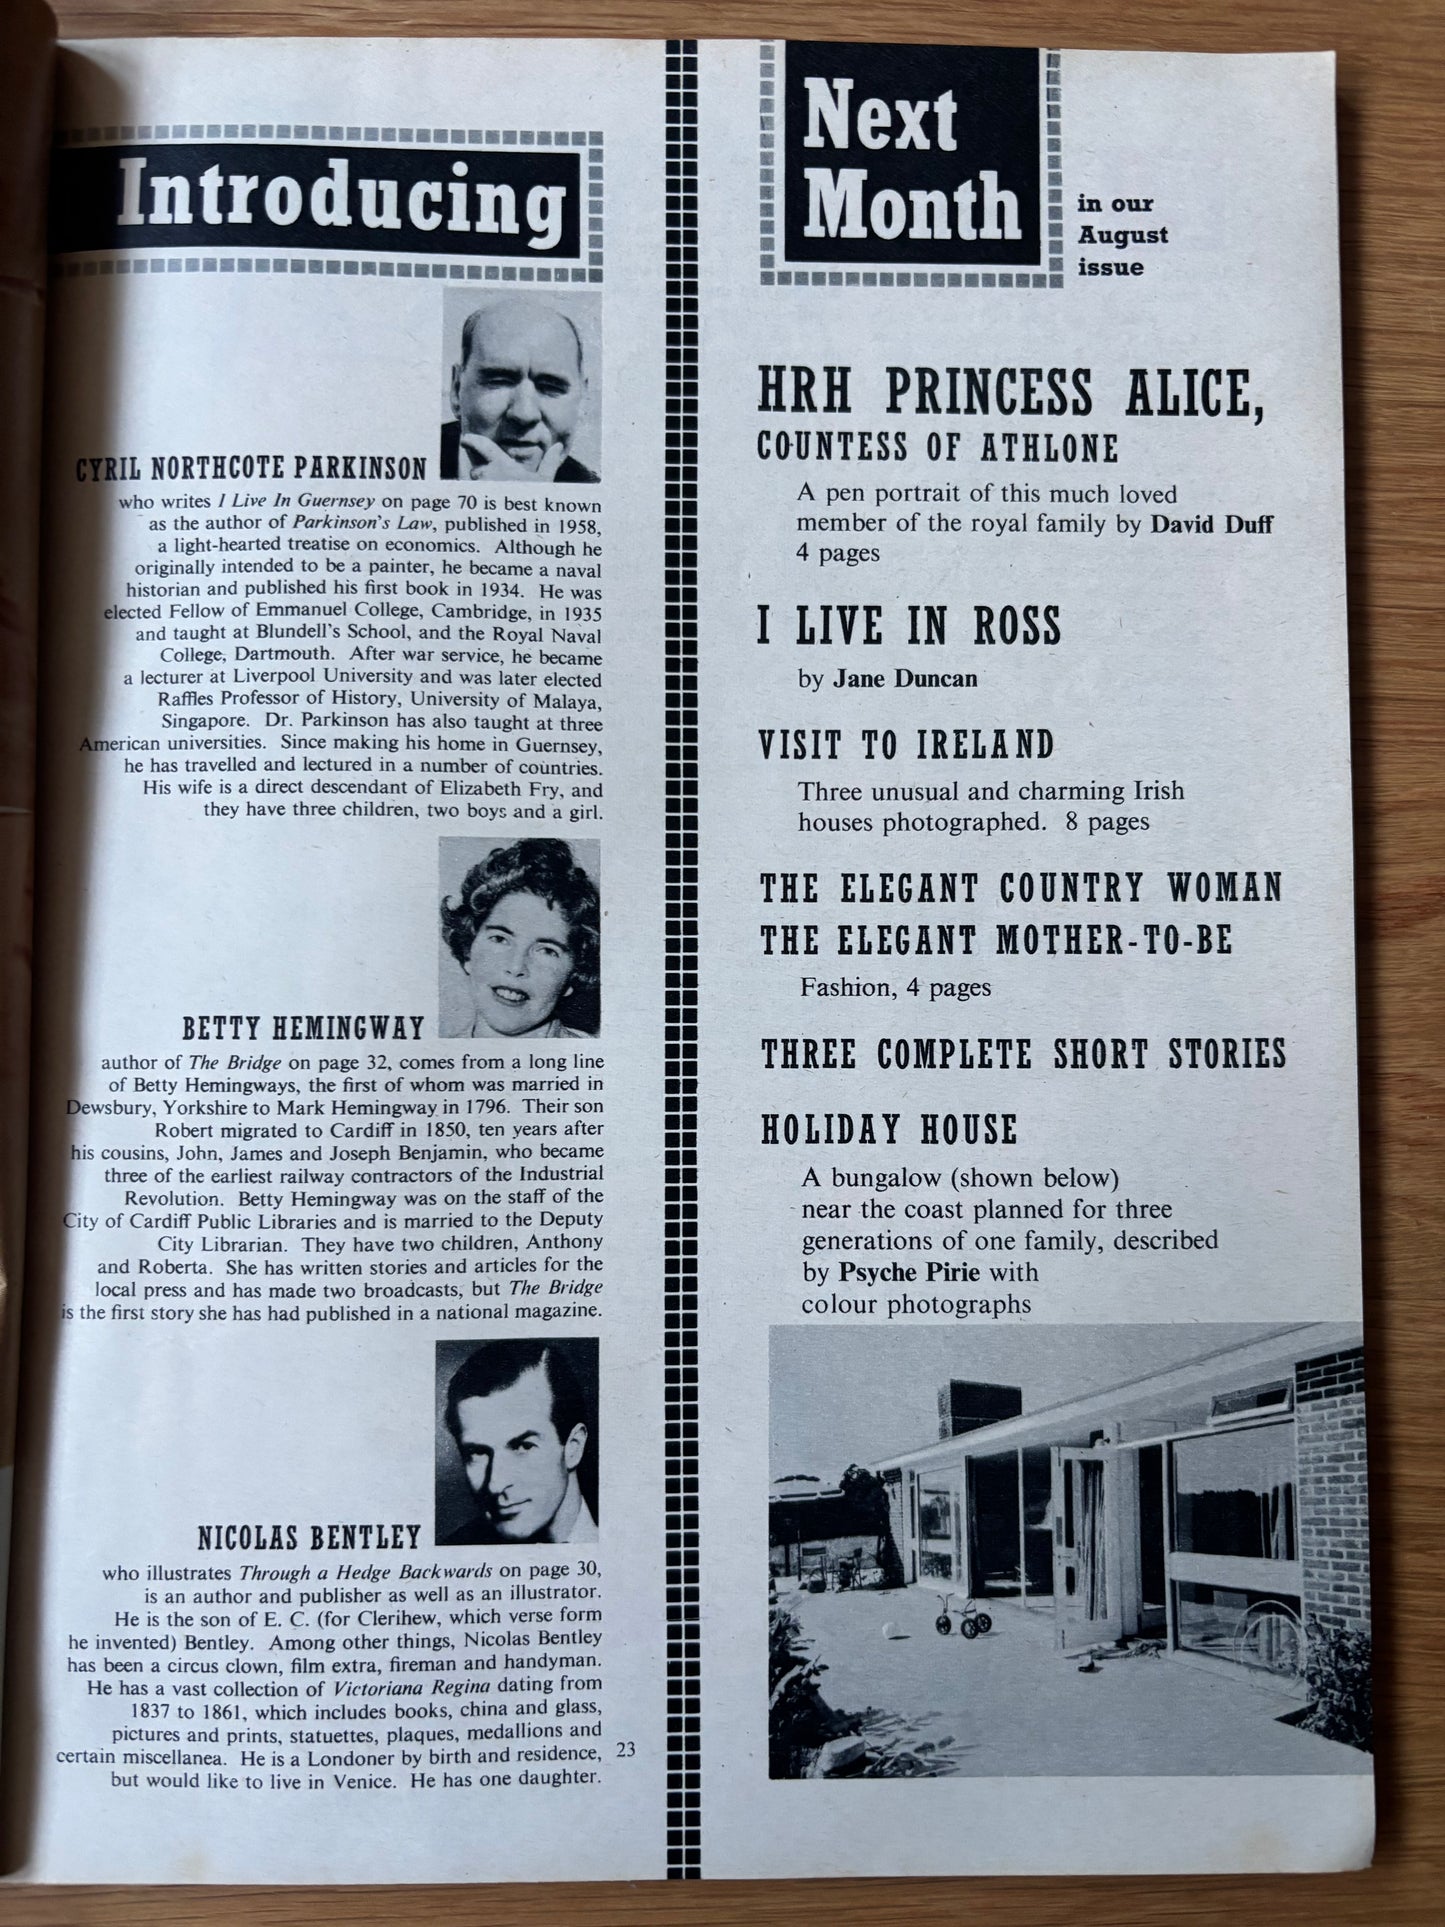 Introducing
CYRIL NORTHCOTE PARKINSON
who writes I Live In Guernsey on page 70 is best known
as the author of Parkinson's Law, published in 1958,
a light-hearted treatise on economics. Although he
originally intended to be a painter, he became a naval
historian and published his first book in 1934. He was
elected Fellow of Emmanuel College, Cambridge, in 1935
and taught at Blundell's School, and the Royal Naval
College, Dartmouth. After war service, he became
a lecturer at Liverpool University and was later elected
Raffles Professor of History, University of Malaya,
Singapore. Dr. Parkinson has also taught at three
American universities. Since making his home in Guernsey,
he has travelled and lectured in a number of countries.
His wife is a direct descendant of Elizabeth Fry, and
they have three children, two boys and a girl.
BETTY HEMINGWAY
author of The Bridge on page 32, comes from a long line
of Betty Hemingways, the first of whom was married in
Dewsbury, Yorkshire to Mark Hemingway in 1796. Their son
Robert migrated to Cardiff in 1850, ten years after
his cousins, John, James and Joseph Benjamin, who became
three of the earliest railway contractors of the Industrial
Revolution. Betty Hemingway was on the staff of the
City of Cardiff Public Libraries and is married to the Deputy
City Librarian. They have two children, Anthony
and Roberta. She has written stories and articles for the
local press and has made two broadcasts, but The Bridge
is the first story she has had published in a national magazine.
NICOLAS BENTLEY
who illustrates Through a Hedge Backwards on page 30,
is an author and publisher as well as an illustrator.
He is the son of E. C. (for Clerihew, which verse form
he invented) Bentley. Among other things, Nicolas Bentley
has been a circus clown, film extra, fireman and handyman.
He has a vast collection of Victoriana Regina dating from
1837 to 1861, which includes books, china and glass,
pictures and prints, statuettes, plaques, medallions and
certain miscellanea. He is a Londoner by birth and residence,
but would like to live in Venice. He has one daughter.
23
Next
Month
in our
August
issue
HRH PRINCESS ALICE,
COUNTESS OF ATHLONE
A pen portrait of this much loved
member of the royal family by David Duff
4 pages
I LIVE IN ROSS
by Jane Duncan
VISIT TO IRELAND
Three unusual and charming Irish
houses photographed. 8 pages
THE ELEGANT COUNTRY WOMAN
THE ELEGANT MOTHER-TO-BE
Fashion, 4 pages
THREE COMPLETE SHORT STORIES
HOLIDAY HOUSE
A bungalow (shown below)
near the coast planned for three
generations of one family, described
by Psyche Pirie with
colour photographs